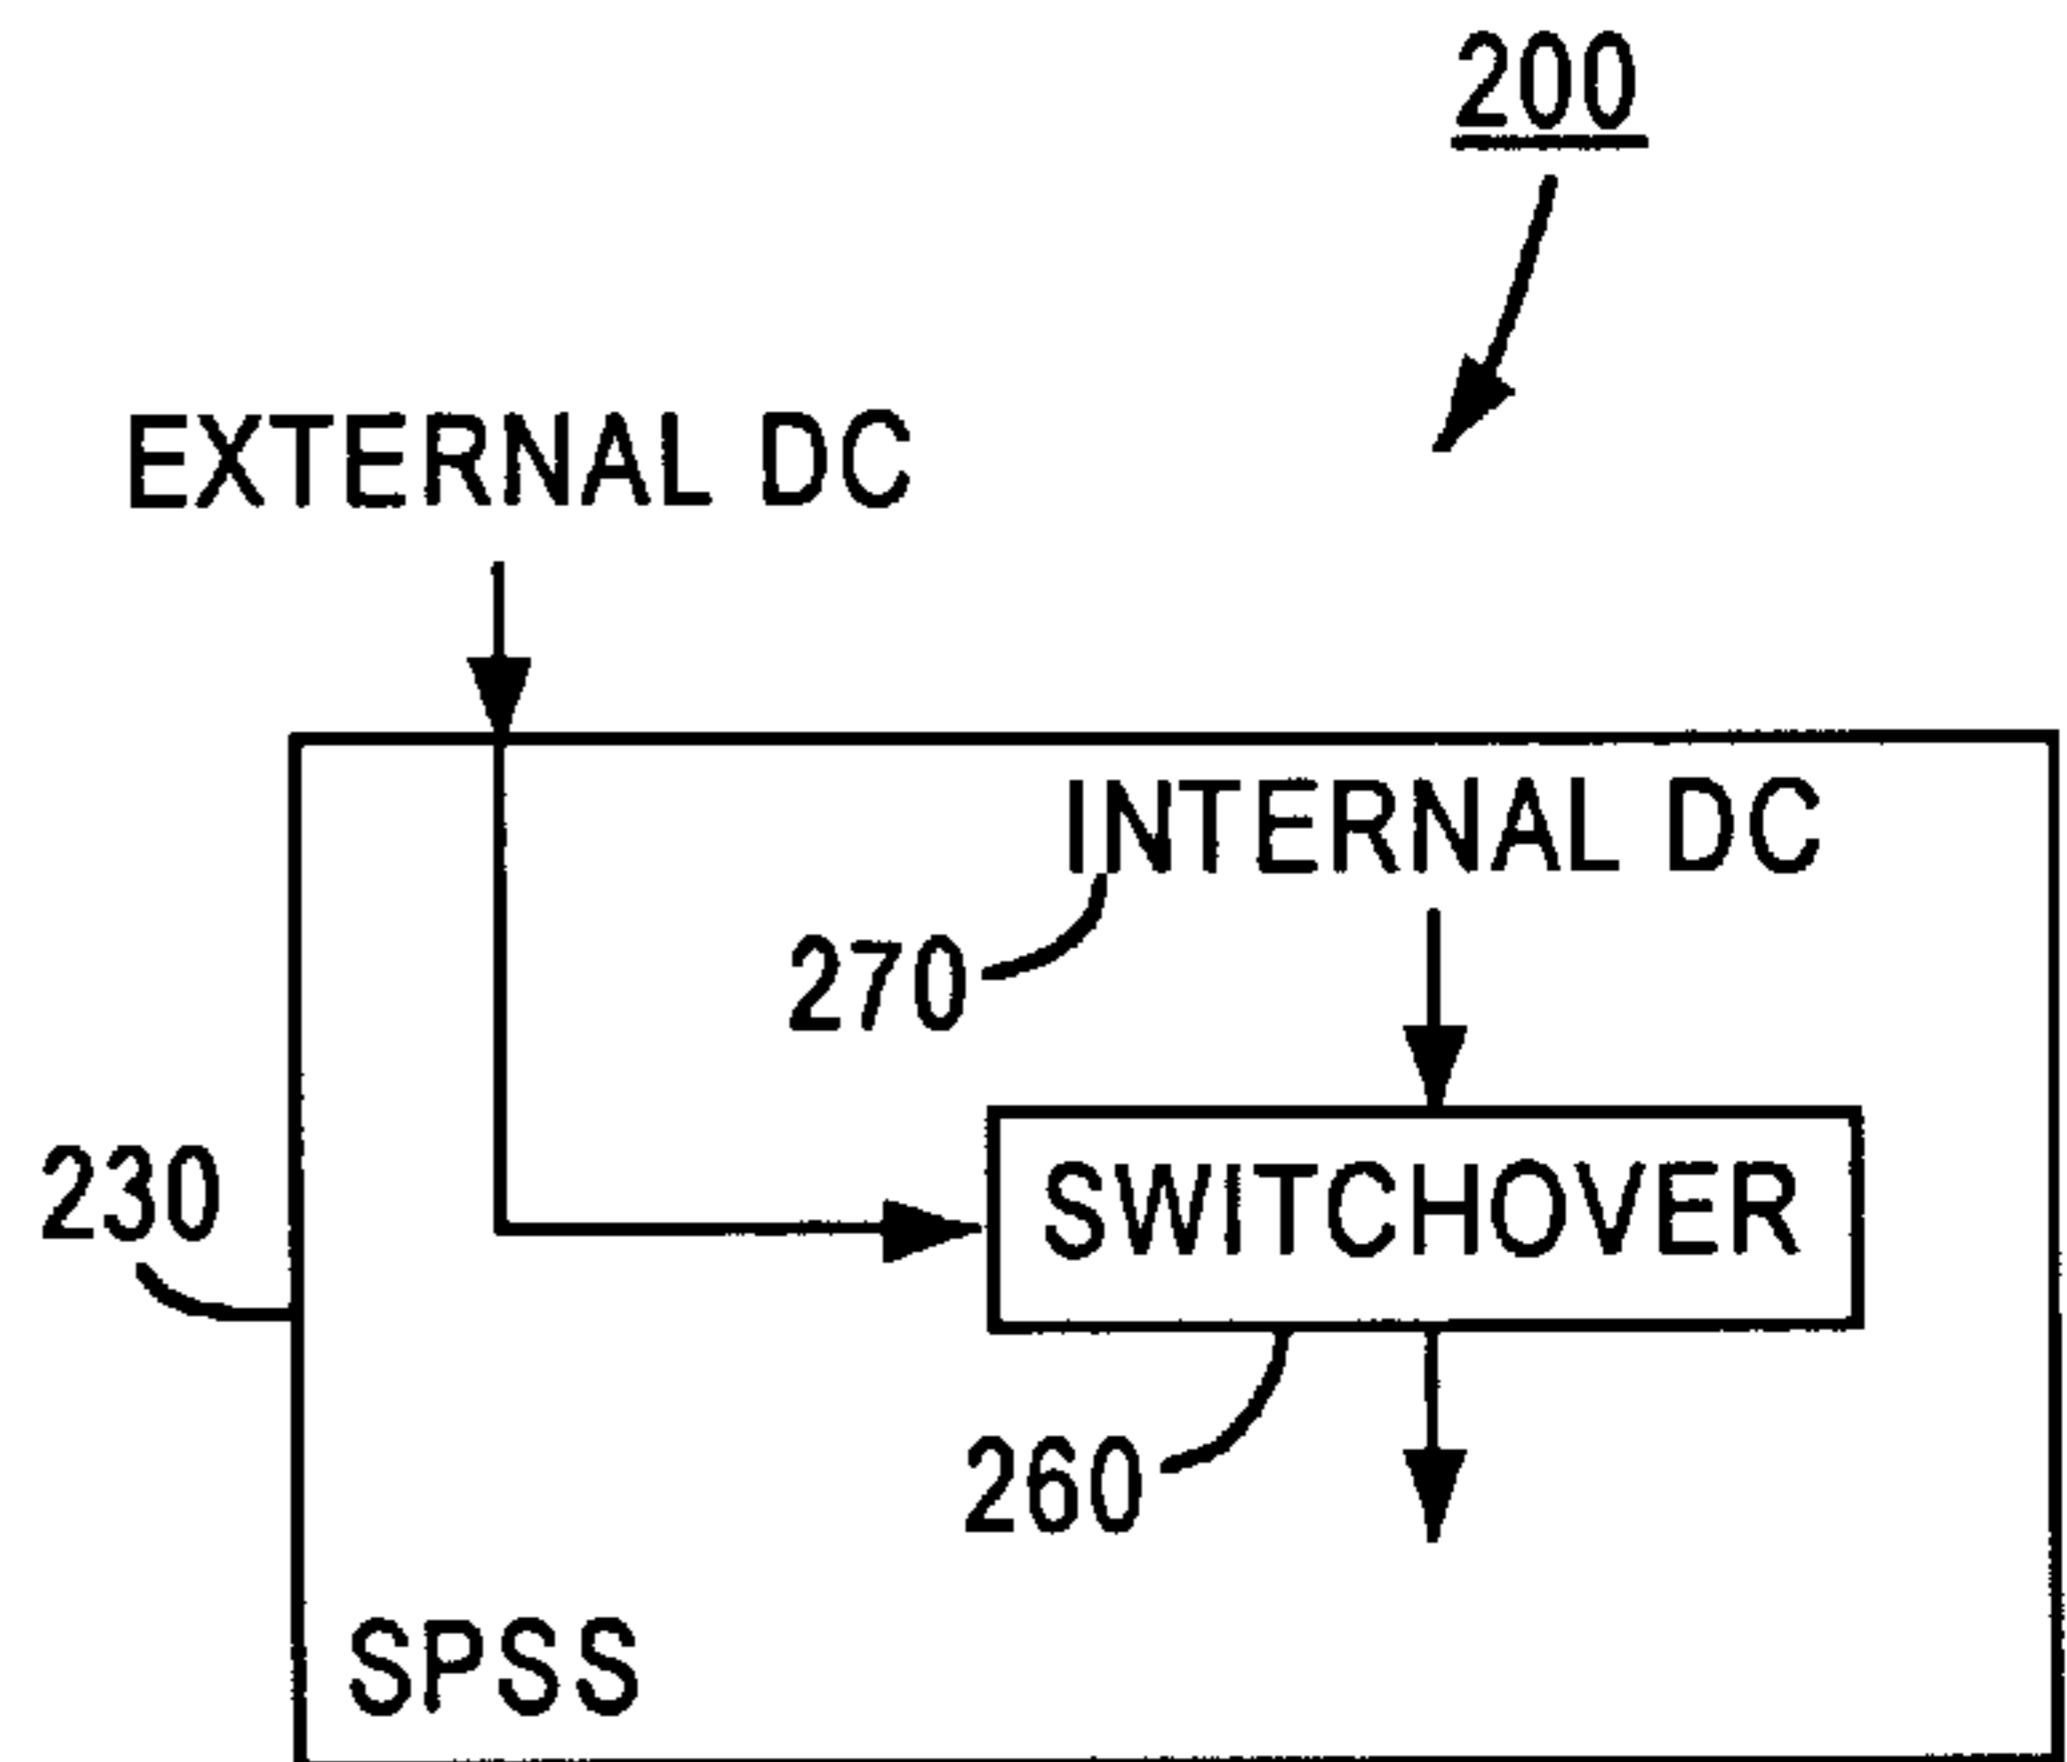 200
EXTERNAL DC
INTERNAL DC
270
230
SWITCHOVER
260
SPSS